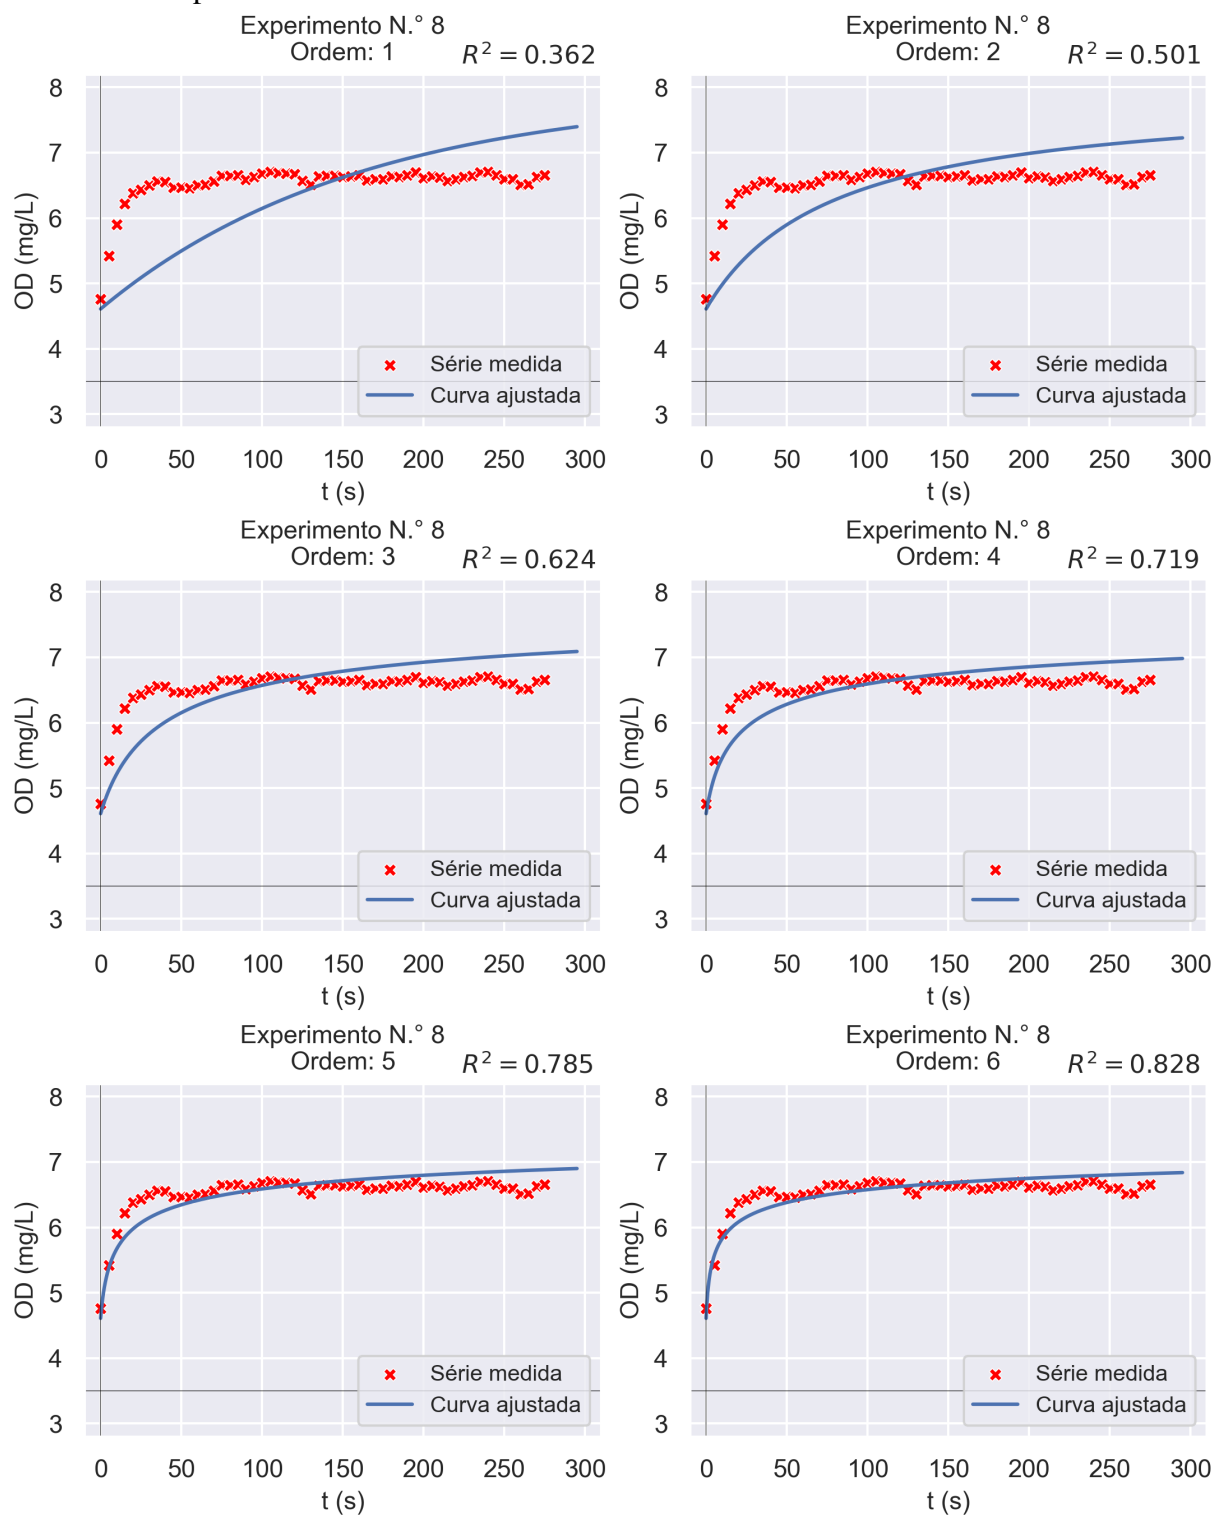 Experimento N.° 8
Ordem: 1 R² = 0.362
8
7
6
5
4
3
OD (mg/L)
Série medida
Curva ajustada
0 50 100 150 200 250 300
t (s)
Experimento N.° 8
Ordem: 2 R² = 0.501
8
7
6
5
4
3
OD (mg/L)
Série medida
Curva ajustada
0 50 100 150 200 250 300
t (s)
Experimento N.° 8
Ordem: 3 R² = 0.624
8
7
6
5
4
3
OD (mg/L)
Série medida
Curva ajustada
0 50 100 150 200 250 300
t (s)
Experimento N.° 8
Ordem: 4 R² = 0.719
8
7
6
5
4
3
OD (mg/L)
Série medida
Curva ajustada
0 50 100 150 200 250 300
t (s)
Experimento N.° 8
Ordem: 5 R² = 0.785
8
7
6
5
4
3
OD (mg/L)
Série medida
Curva ajustada
0 50 100 150 200 250 300
t (s)
Experimento N.° 8
Ordem: 6 R² = 0.828
8
7
6
5
4
3
OD (mg/L)
Série medida
Curva ajustada
0 50 100 150 200 250 300
t (s)